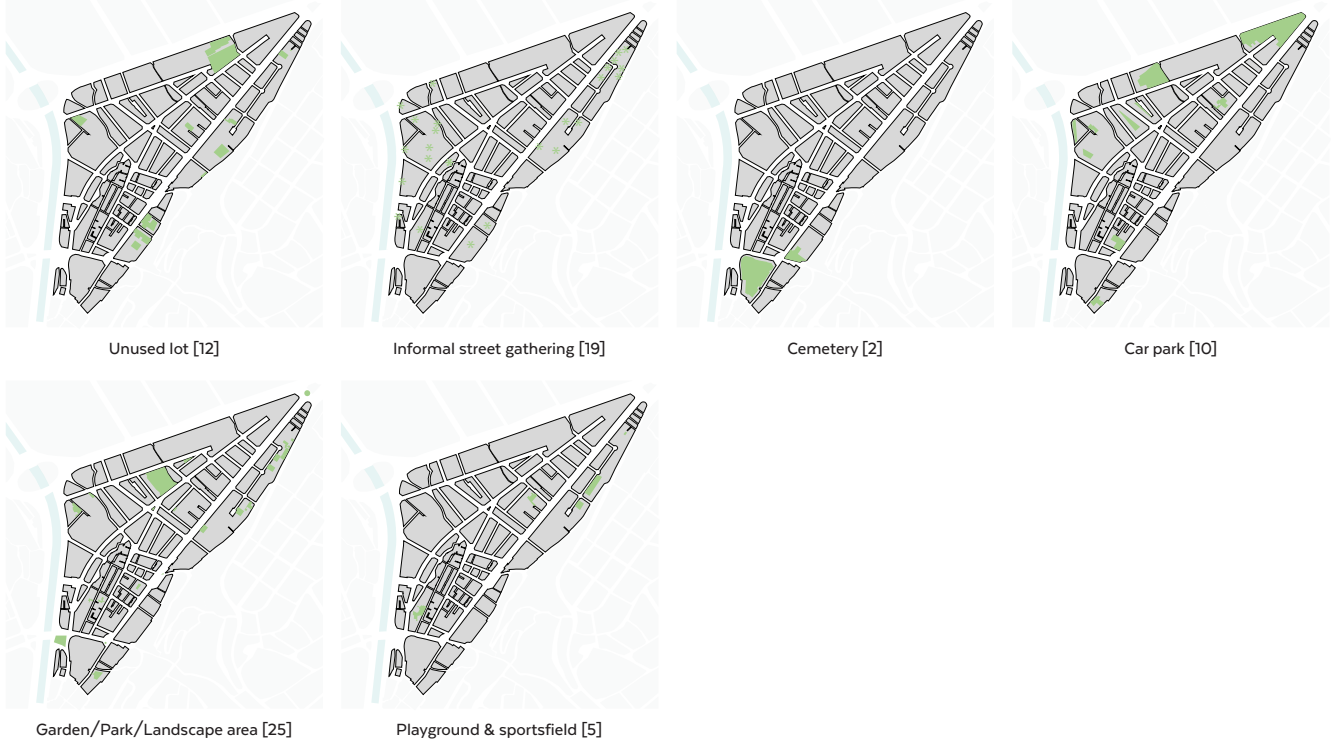 Unused lot [12]
Informal street gathering [19]
Cemetery [2]
Car park [10]
Garden/Park/Landscape area [25]
Playground & sportsfield [5]